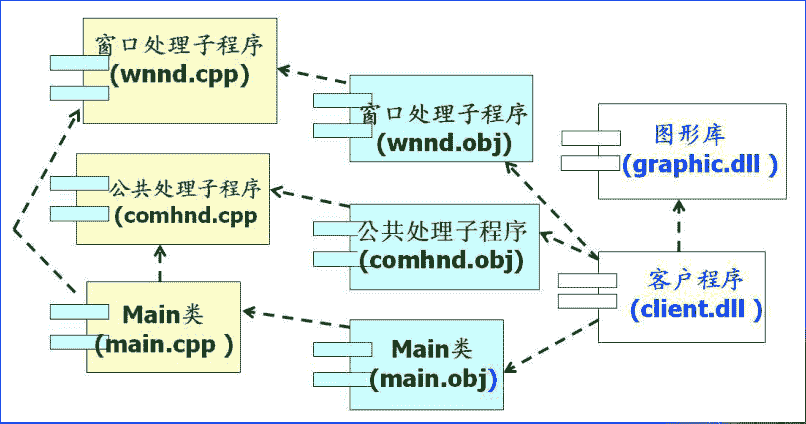 窗口处理子程序
(wnnd.cpp)
窗口处理子程序
(wnnd.obj)
图形库
(graphic.dll )
公共处理子程序
(comhnd.cpp
公共处理子程序
(comhnd.obj)
客户程序
(client.dll )
Main类
(main.cpp )
Main类
(main.obj)